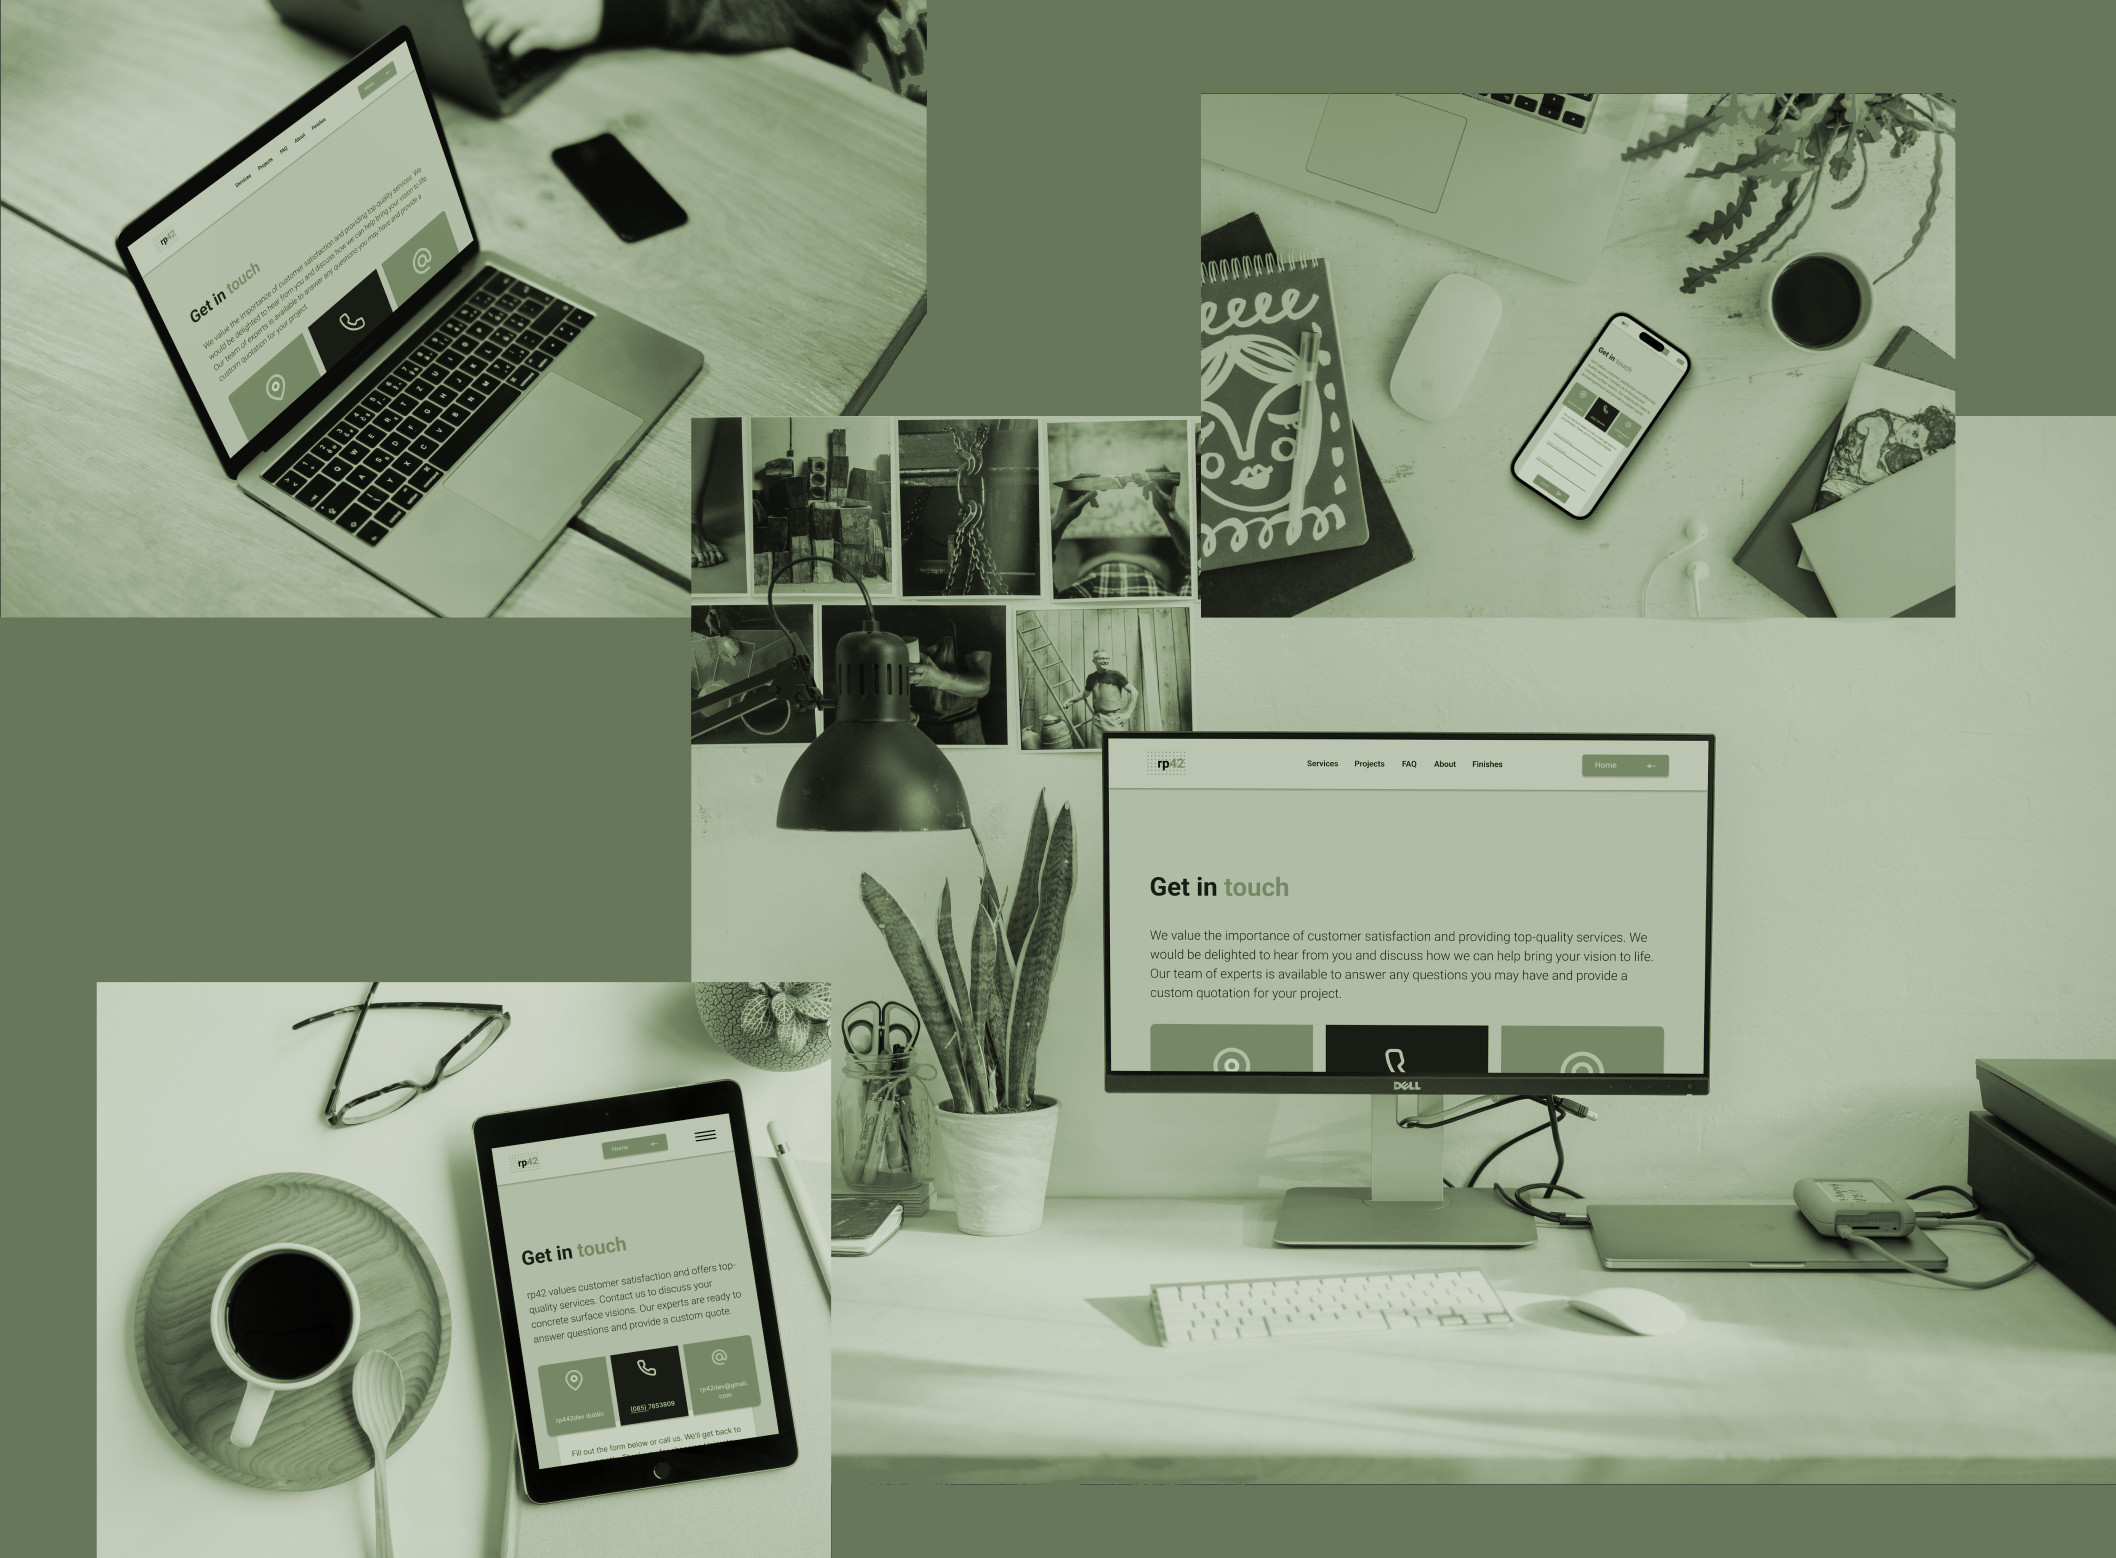 rp42
Services Projects FAQ About Finishes
Get in touch
We value the importance of customer satisfaction and providing top-quality services. We
would be delighted to hear from you and discuss how we can help bring your vision to life.
Our team of experts is available to answer any questions you may have and provide a
custom quotation for your project.
Get in touch
rp42
Services Projects FAQ About Finishes
Home
Get in touch
We value the importance of customer satisfaction and providing top-quality services. We
would be delighted to hear from you and discuss how we can help bring your vision to life.
Our team of experts is available to answer any questions you may have and provide a
custom quotation for your project.
DELL
rp42
Home
Get in touch
rp42 values customer satisfaction and offers top-
quality services. Contact us to discuss your
concrete surface visions. Our experts are ready to
answer questions and provide a custom quote.
rp442dev dublin
(085) 7853809
rp42dev@gmail.
com
Fill out the form below or call us. We'll get back to